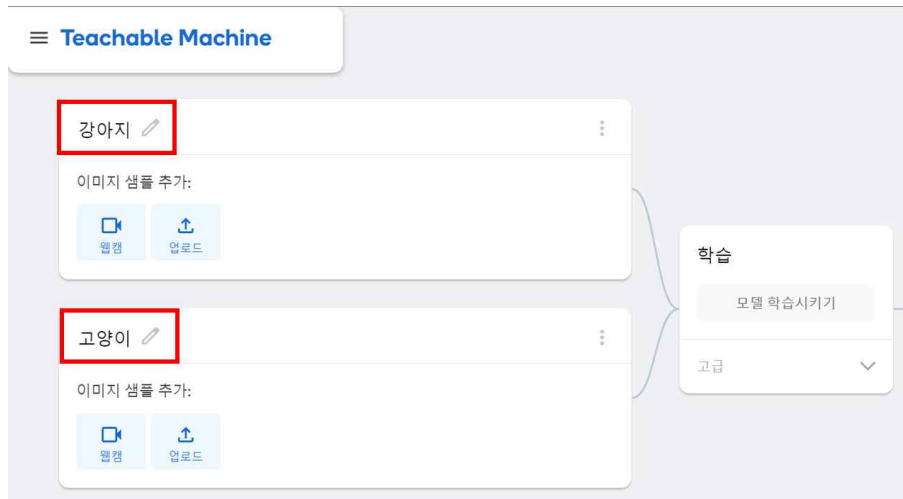 Teachable Machine
강아지
이미지 샘플 추가:
웹캠 업로드
고양이
이미지 샘플 추가:
웹캠 업로드
학습
모델 학습시키기
고급